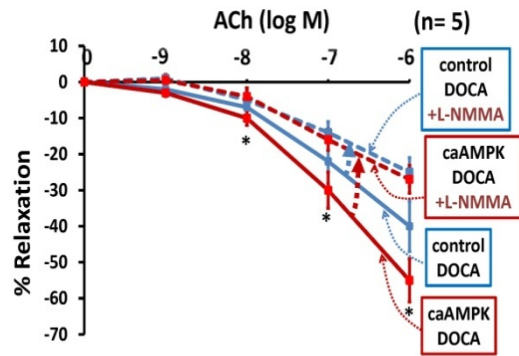 ACh (log M) (n= 5)
0 -9 -8 -7 -6
10
0
-10
-20
-30
-40
-50
-60
-70
% Relaxation
* * *
control
DOCA
+L-NMMA
caAMPK
DOCA
+L-NMMA
control
DOCA
caAMPK
DOCA